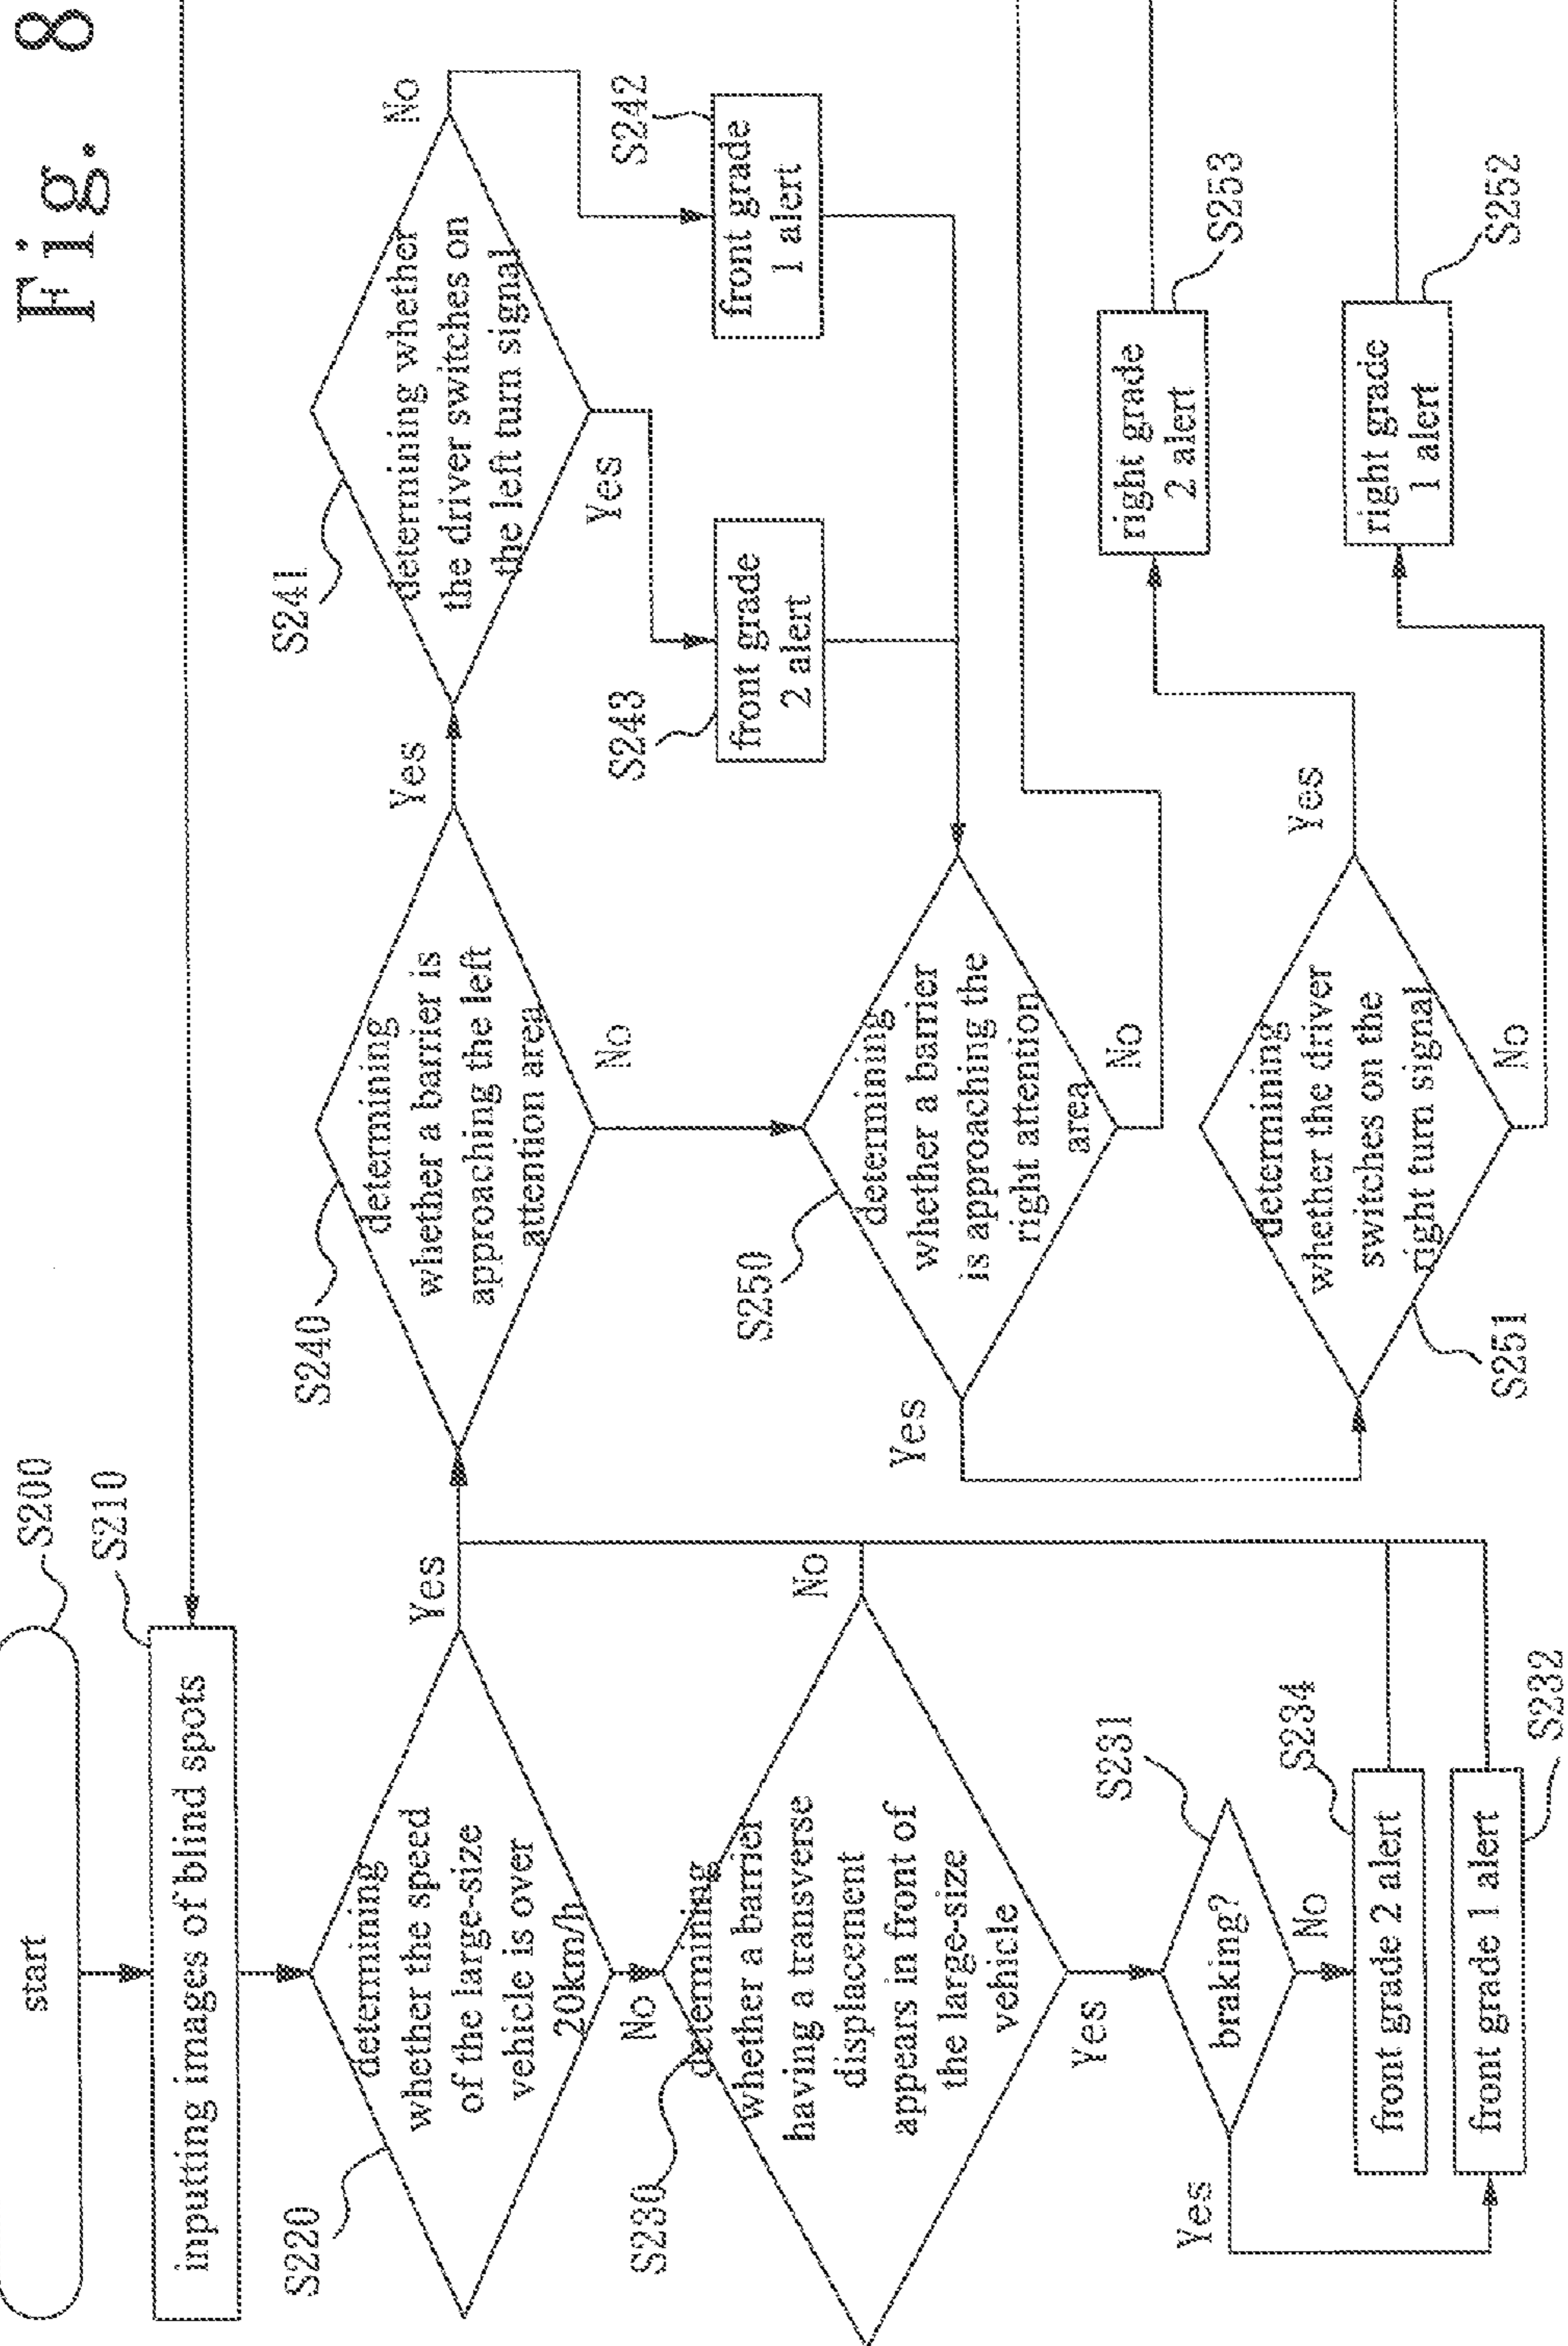 Fig. 8
start
S200
inputting images of blind spots
S210
determining
whether the speed
of the large-size
vehicle is over
20km/h
S220
Yes
No
determining
whether a barrier
having a transverse
displacement
appears in front of
the large-size
vehicle
S230
No
Yes
braking?
S231
Yes
No
front grade 2 alert
S234
front grade 1 alert
S232
determining
whether a barrier is
approaching the left
attention area
S240
Yes
No
determining whether
the driver switches on
the left turn signal
S241
No
Yes
front grade
1 alert
S242
front grade
2 alert
S243
determining
whether a barrier
is approaching the
right attention
area
S250
Yes
No
determining
whether the driver
switches on the
right turn signal
S251
Yes
No
right grade
2 alert
S253
right grade
1 alert
S252